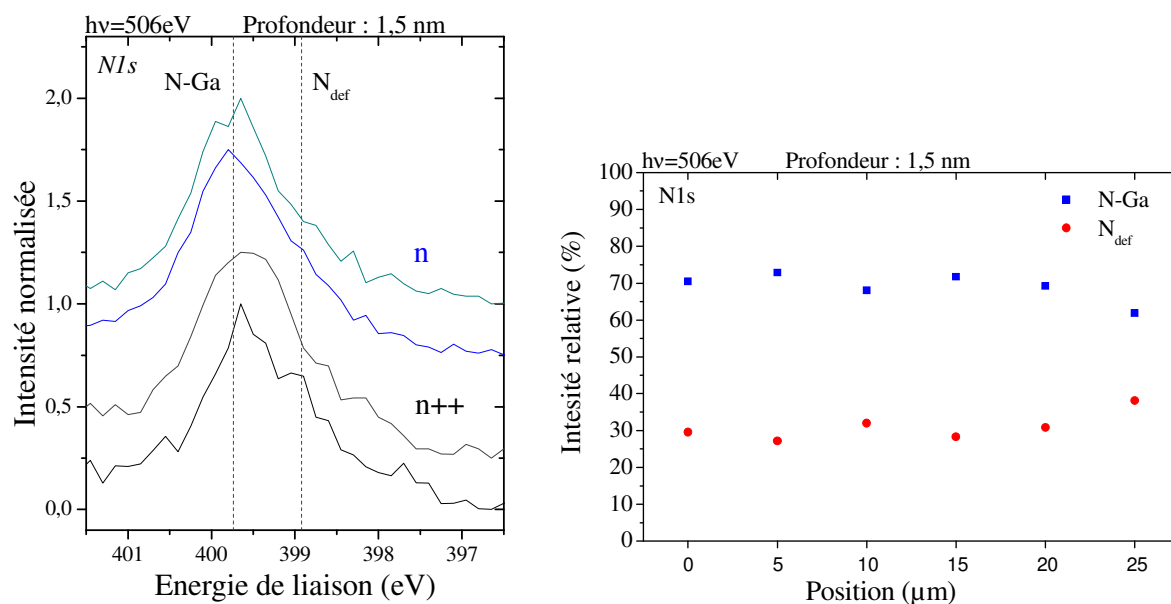 hν=506eV Profondeur : 1,5 nm
N1s
N-Ga
N def
2,0
1,5
1,0
0,5
0,0
n
n++
Intensité normalisée
401 400 399 398 397
Energie de liaison (eV)
hν=506eV Profondeur : 1,5 nm
N1s
N-Ga
N def
100
90
80
70
60
50
40
30
20
10
0
Intesité relative (%)
0 5 10 15 20 25
Position (µm)